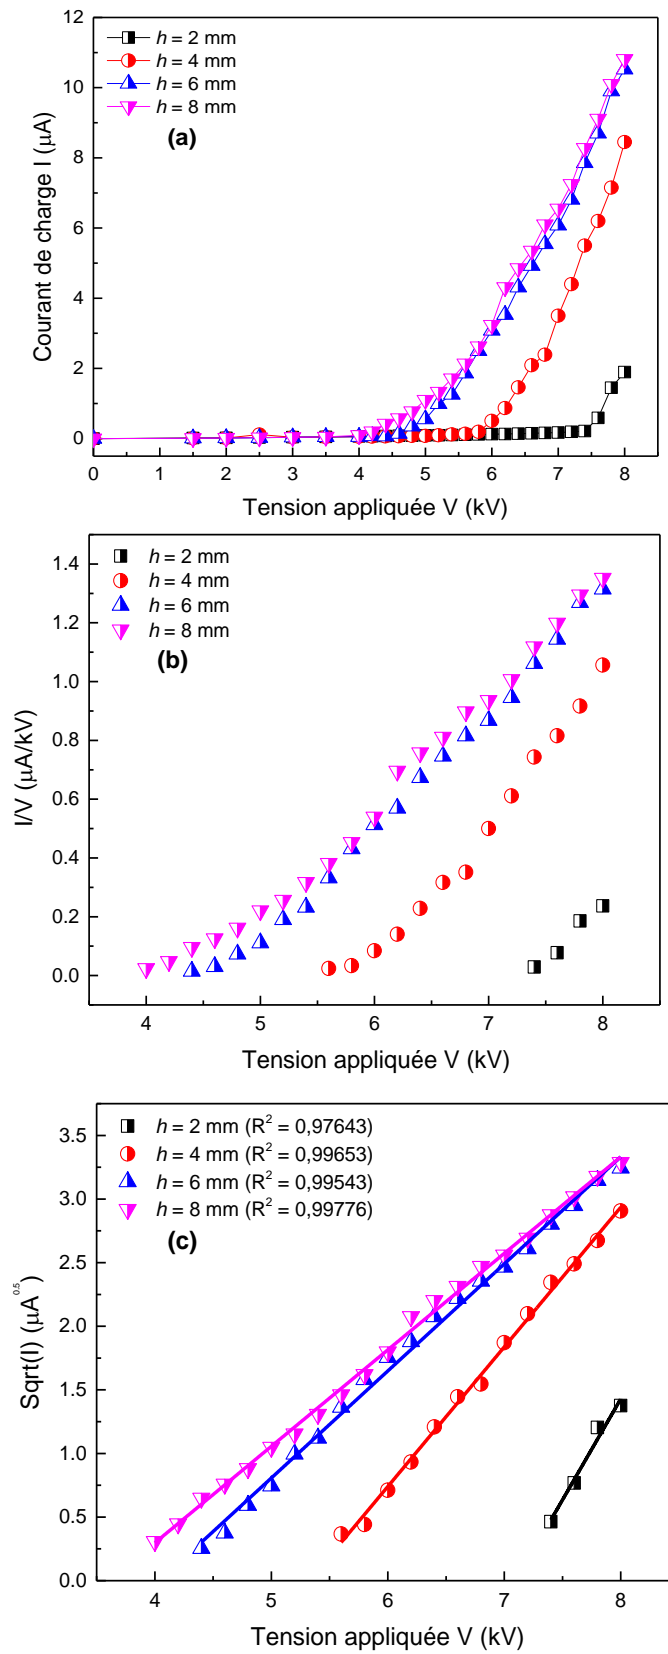 12
10
8
6
4
2
0
Courant de charge I (μA)
h = 2 mm
h = 4 mm
h = 6 mm
h = 8 mm
(a)
0 1 2 3 4 5 6 7 8
Tension appliquée V (kV)
1.4
1.2
1.0
0.8
0.6
0.4
0.2
0.0
I/V (μA/kV)
h = 2 mm
h = 4 mm
h = 6 mm
h = 8 mm
(b)
4 5 6 7 8
Tension appliquée V (kV)
3.5
3.0
2.5
2.0
1.5
1.0
0.5
0.0
Sqrt(I) (μA^0.5)
h = 2 mm (R² = 0,97643)
h = 4 mm (R² = 0,99653)
h = 6 mm (R² = 0,99543)
h = 8 mm (R² = 0,99776)
(c)
4 5 6 7 8
Tension appliquée V (kV)